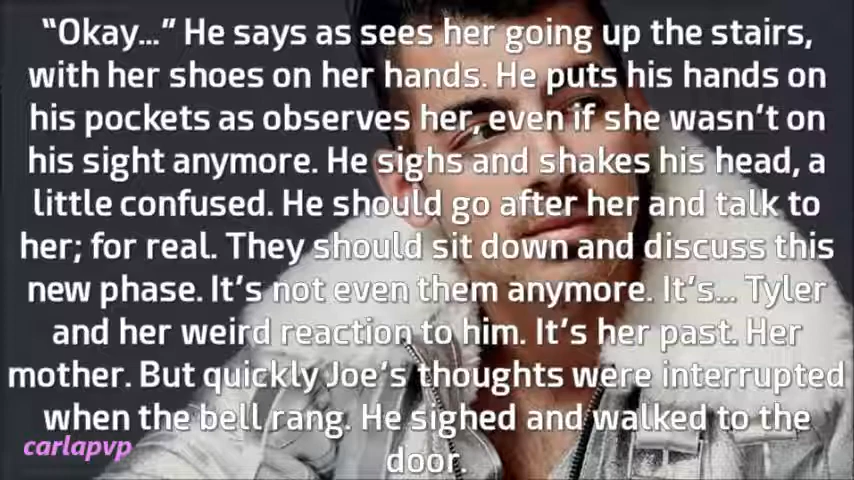 “Okay...” He says as sees her going up the stairs,
with her shoes on her hands. He puts his hands on
his pockets as observes her, even if she wasn’t on
his sight anymore. He sighs and shakes his head, a
little confused. He should go after her and talk to
her; for real. They should sit down and discuss this
new phase. It’s not even them anymore. It’s... Tyler
and her weird reaction to him. It’s her past. Her
mother. But quickly Joe’s thoughts were interrupted
when the bell rang. He sighed and walked to the
door.
carlapvp